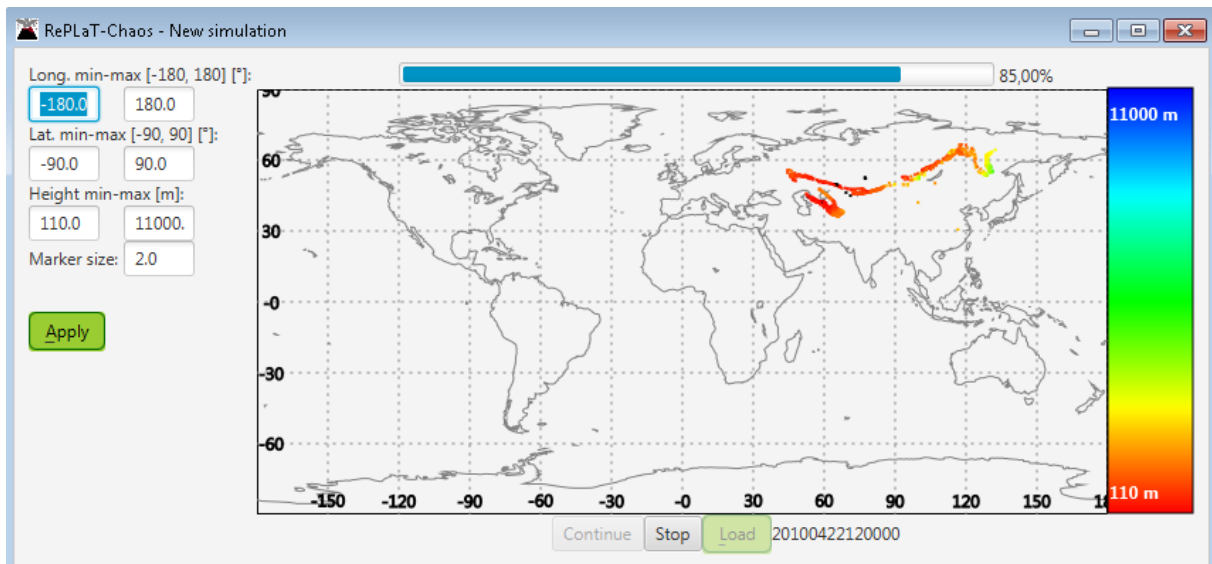 RePLaT-Chaos - New simulation
Long. min-max [-180, 180] [°]:
85,00%
-180.0 180.0
Lat. min-max [-90, 90] [°]:
-90.0 90.0
Height min-max [m]:
110.0 11000.
Marker size: 2.0
Apply
90
60
30
-0
-30
-60
-150 -120 -90 -60 -30 -0 30 60 90 120 150 18
11000 m
110 m
Continue Stop Load 20100422120000